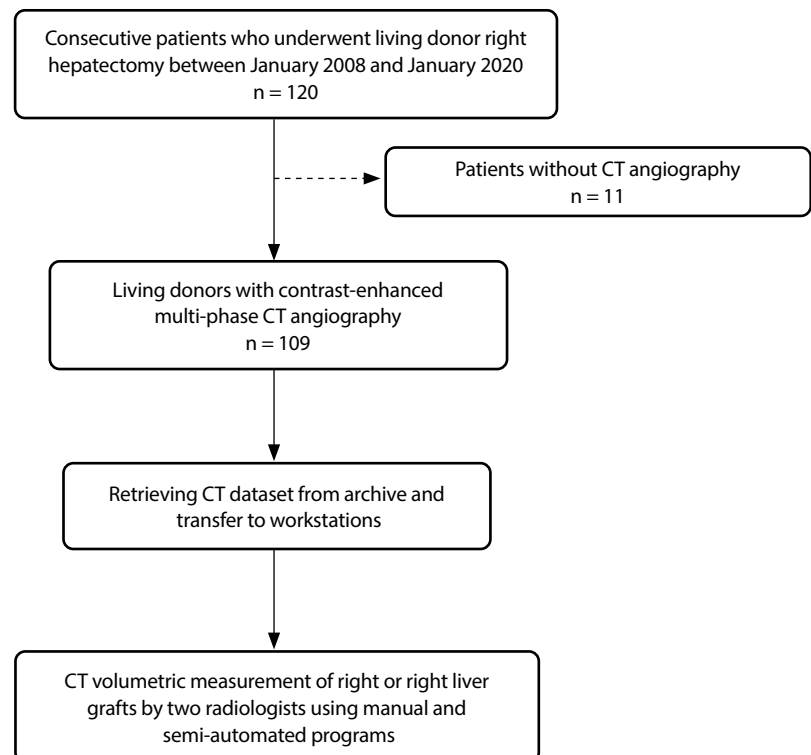 Consecutive patients who underwent living donor right
hepatectomy between January 2008 and January 2020
n = 120
Patients without CT angiography
n = 11
Living donors with contrast-enhanced
multi-phase CT angiography
n = 109
Retrieving CT dataset from archive and
transfer to workstations
CT volumetric measurement of right or right liver
grafts by two radiologists using manual and
semi-automated programs